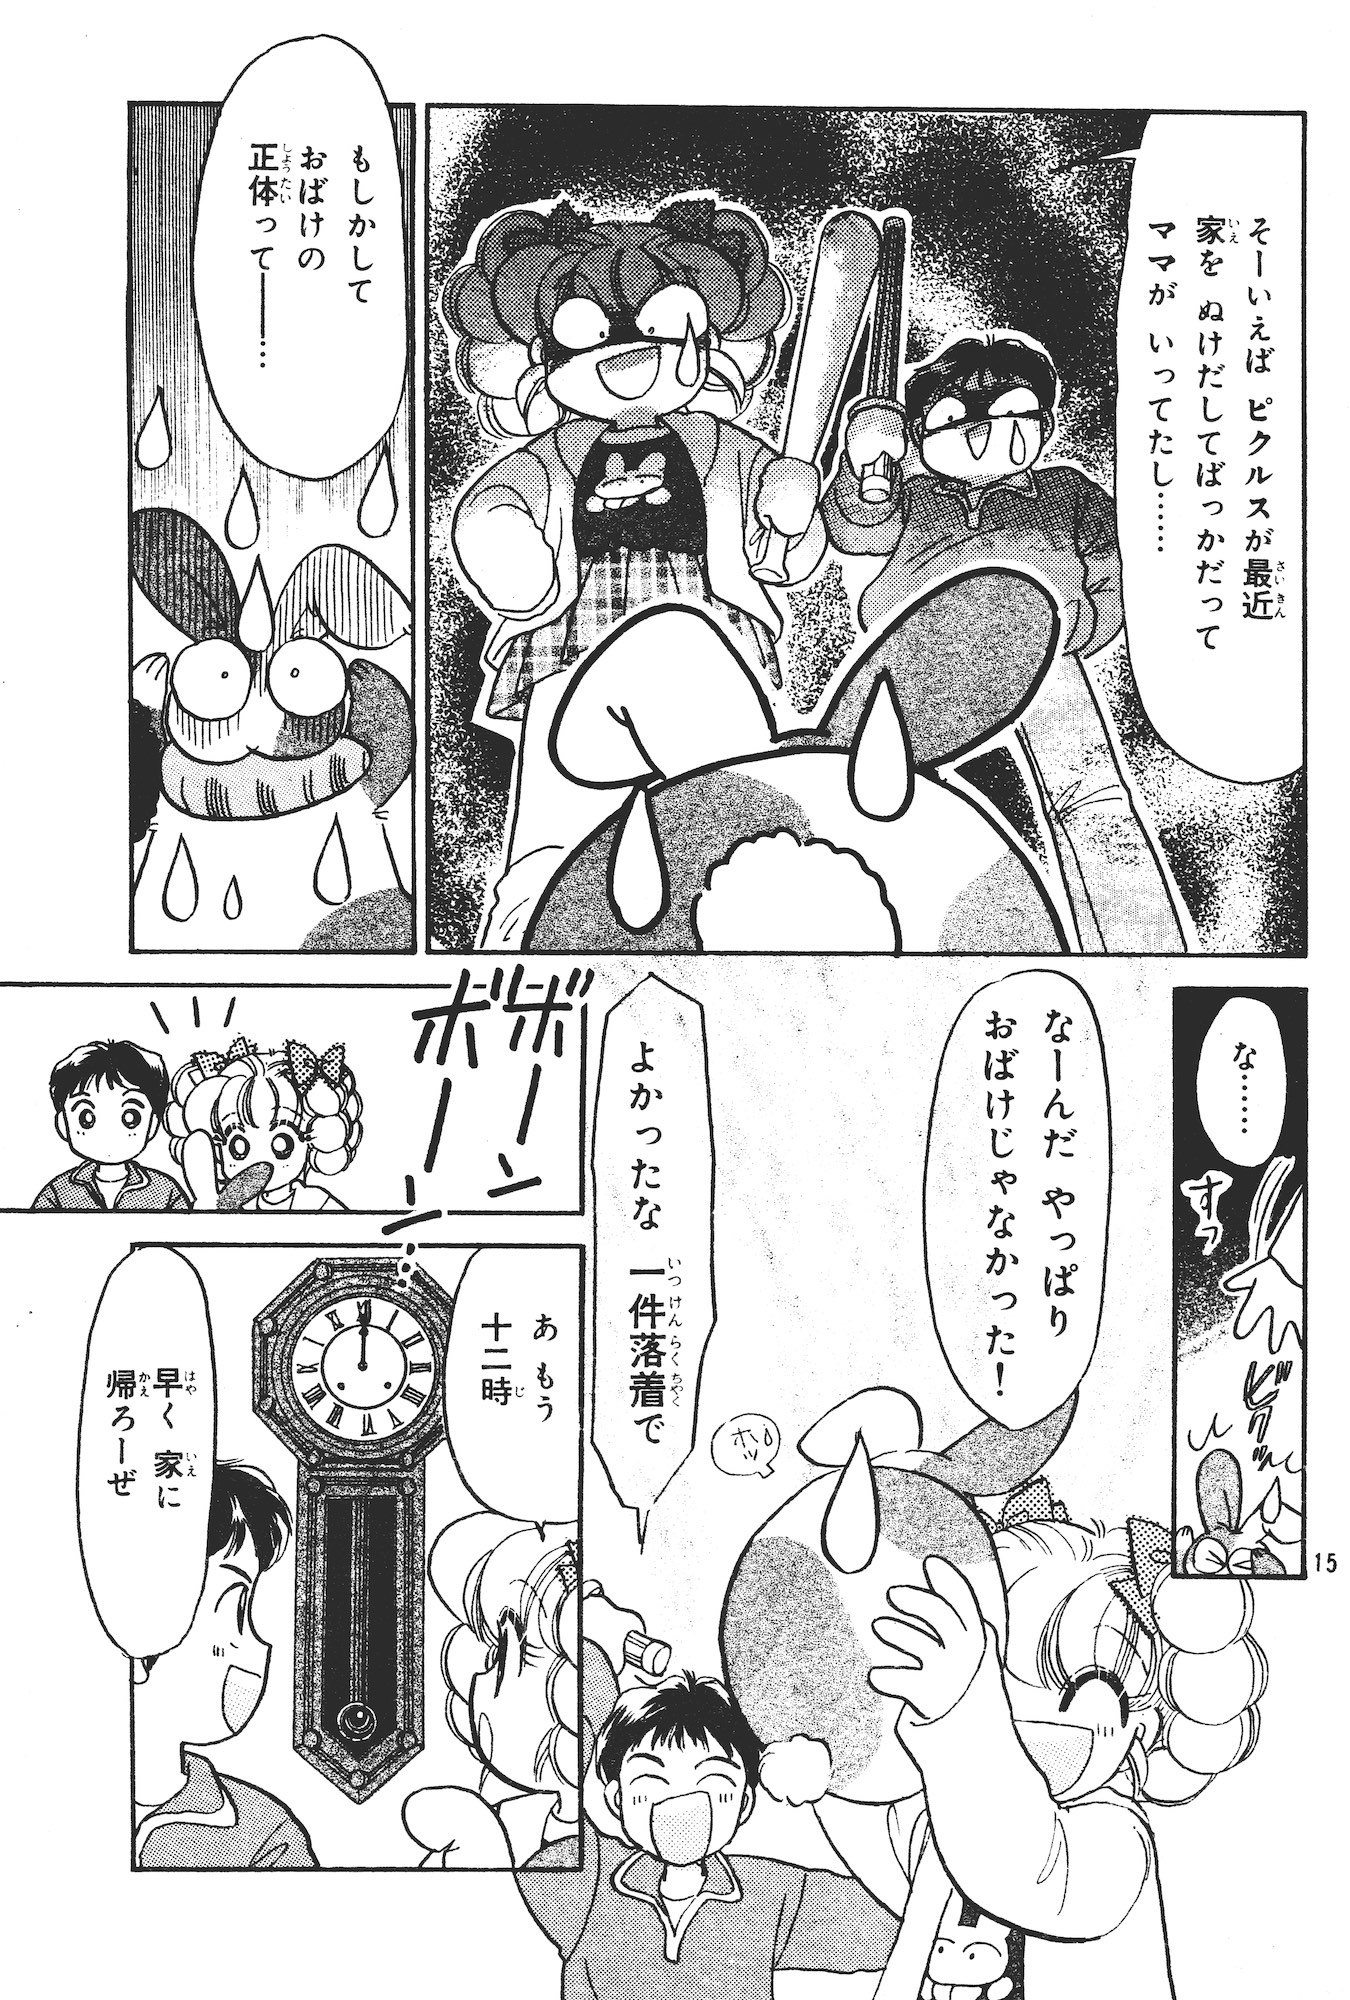 そーいえば ピクルスが最近
家を ぬけだしてばっかだって
ママが いってたし……
もしかして
おばけの
正体って――…
な……
すっ
ビクッ
なーんだ やっぱり
おばけじゃなかった!
よかったな 一件落着で
ホッ
ボーン
ボーン
あ もう
十二時
早く 家に
帰ろーぜ
15